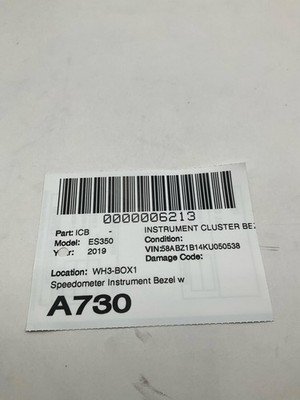 0000006213
Part: ICB - INSTRUMENT CLUSTER BEZ
Model: ES350 Condition:
Year: 2019 VIN:58ABZ1B14KU050538
Damage Code:
Location: WH3-BOX1
Speedometer Instrument Bezel w
A730